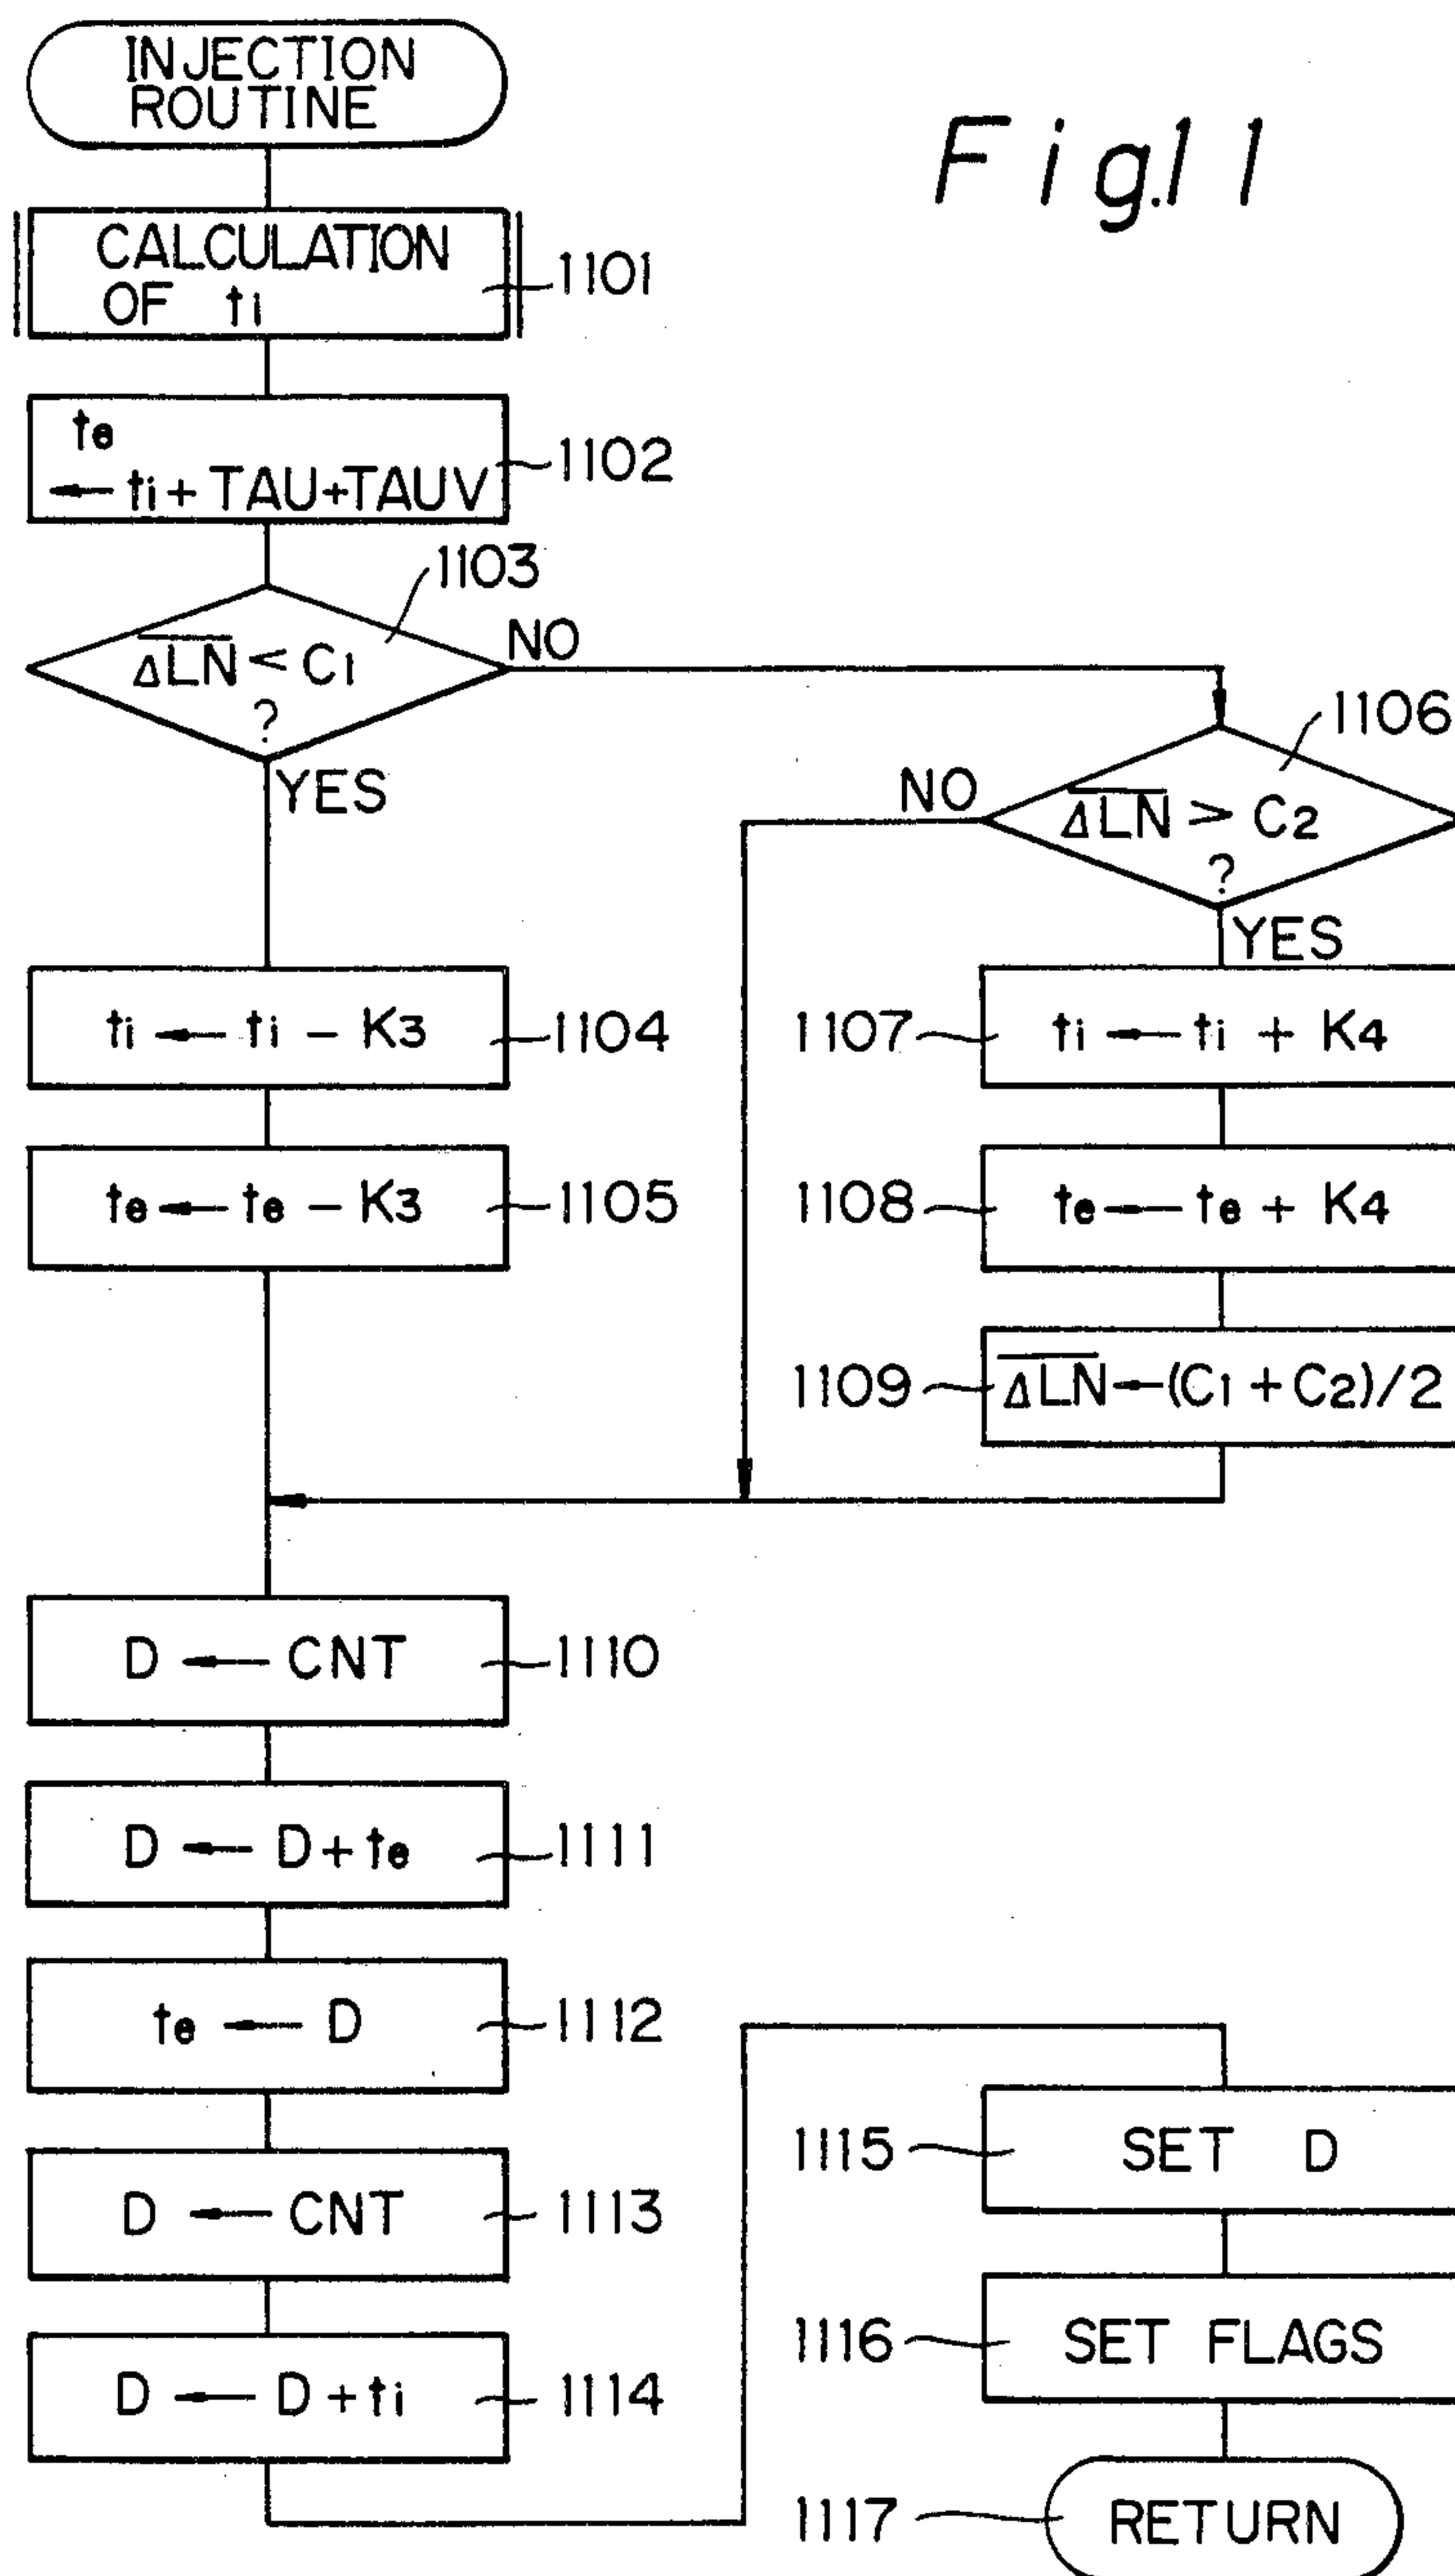 INJECTION
ROUTINE
Fig.11
CALCULATION
OF ti
1101
te
← ti + TAU + TAUV
1102
1103
ΔL̅N̅ < C1
?
NO
YES
1106
ΔL̅N̅ > C2
?
NO
YES
ti ← ti − K3
1104
te ← te − K3
1105
1107
ti ← ti + K4
1108
te ← te + K4
1109
ΔL̅N̅ ← (C1 + C2)/2
D ← CNT
1110
D ← D + te
1111
te ← D
1112
D ← CNT
1113
D ← D + ti
1114
1115
SET D
1116
SET FLAGS
1117
RETURN